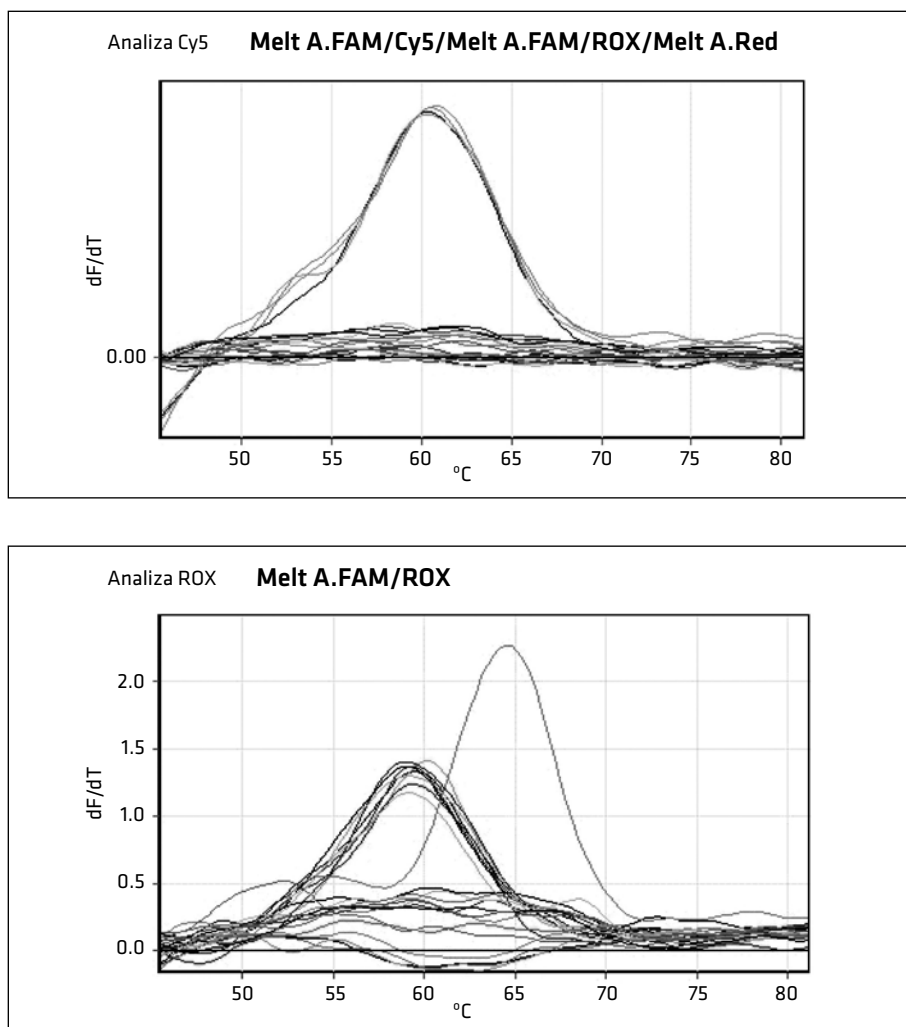 Analiza Cy5 Melt A.FAM/Cy5/Melt A.FAM/ROX/Melt A.Red
dF/dT
0.00
50 55 60 65 70 75 80
°C
Analiza ROX Melt A.FAM/ROX
dF/dT
2.0
1.5
1.0
0.5
0.0
50 55 60 65 70 75 80
°C